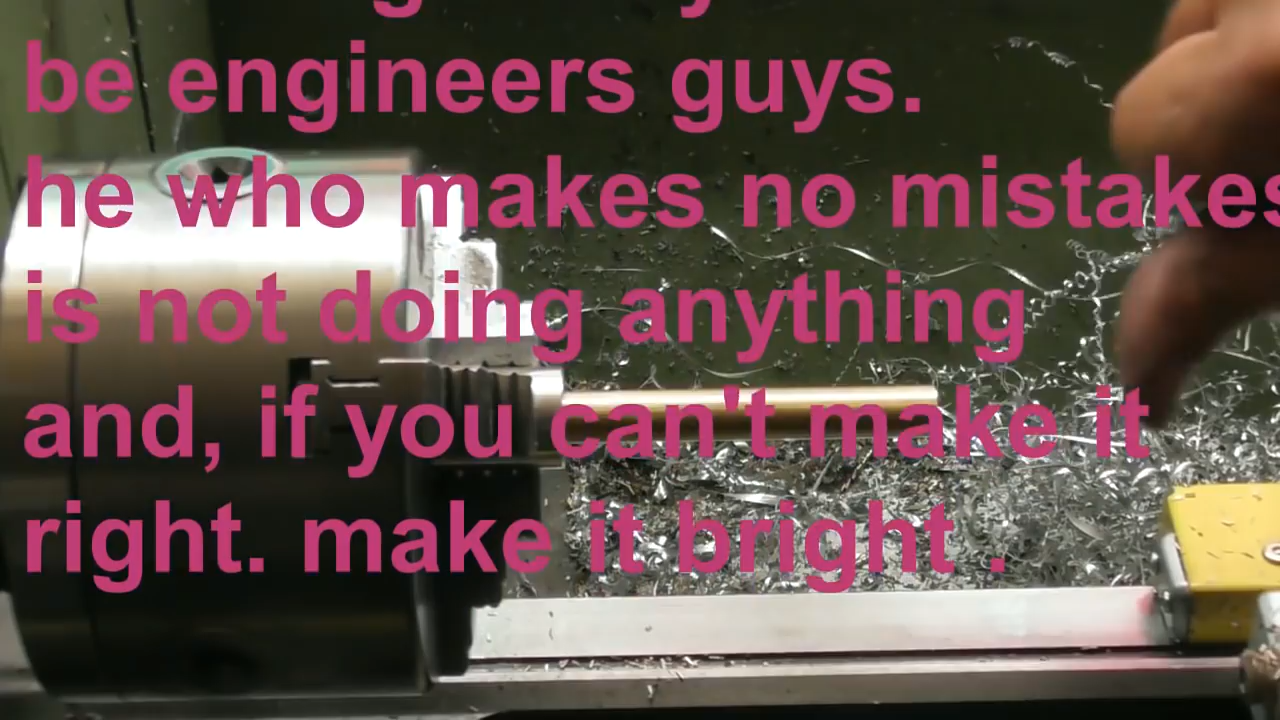 be engineers guys.
he who makes no mistakes
is not doing anything
and, if you can't make it
right. make it bright .